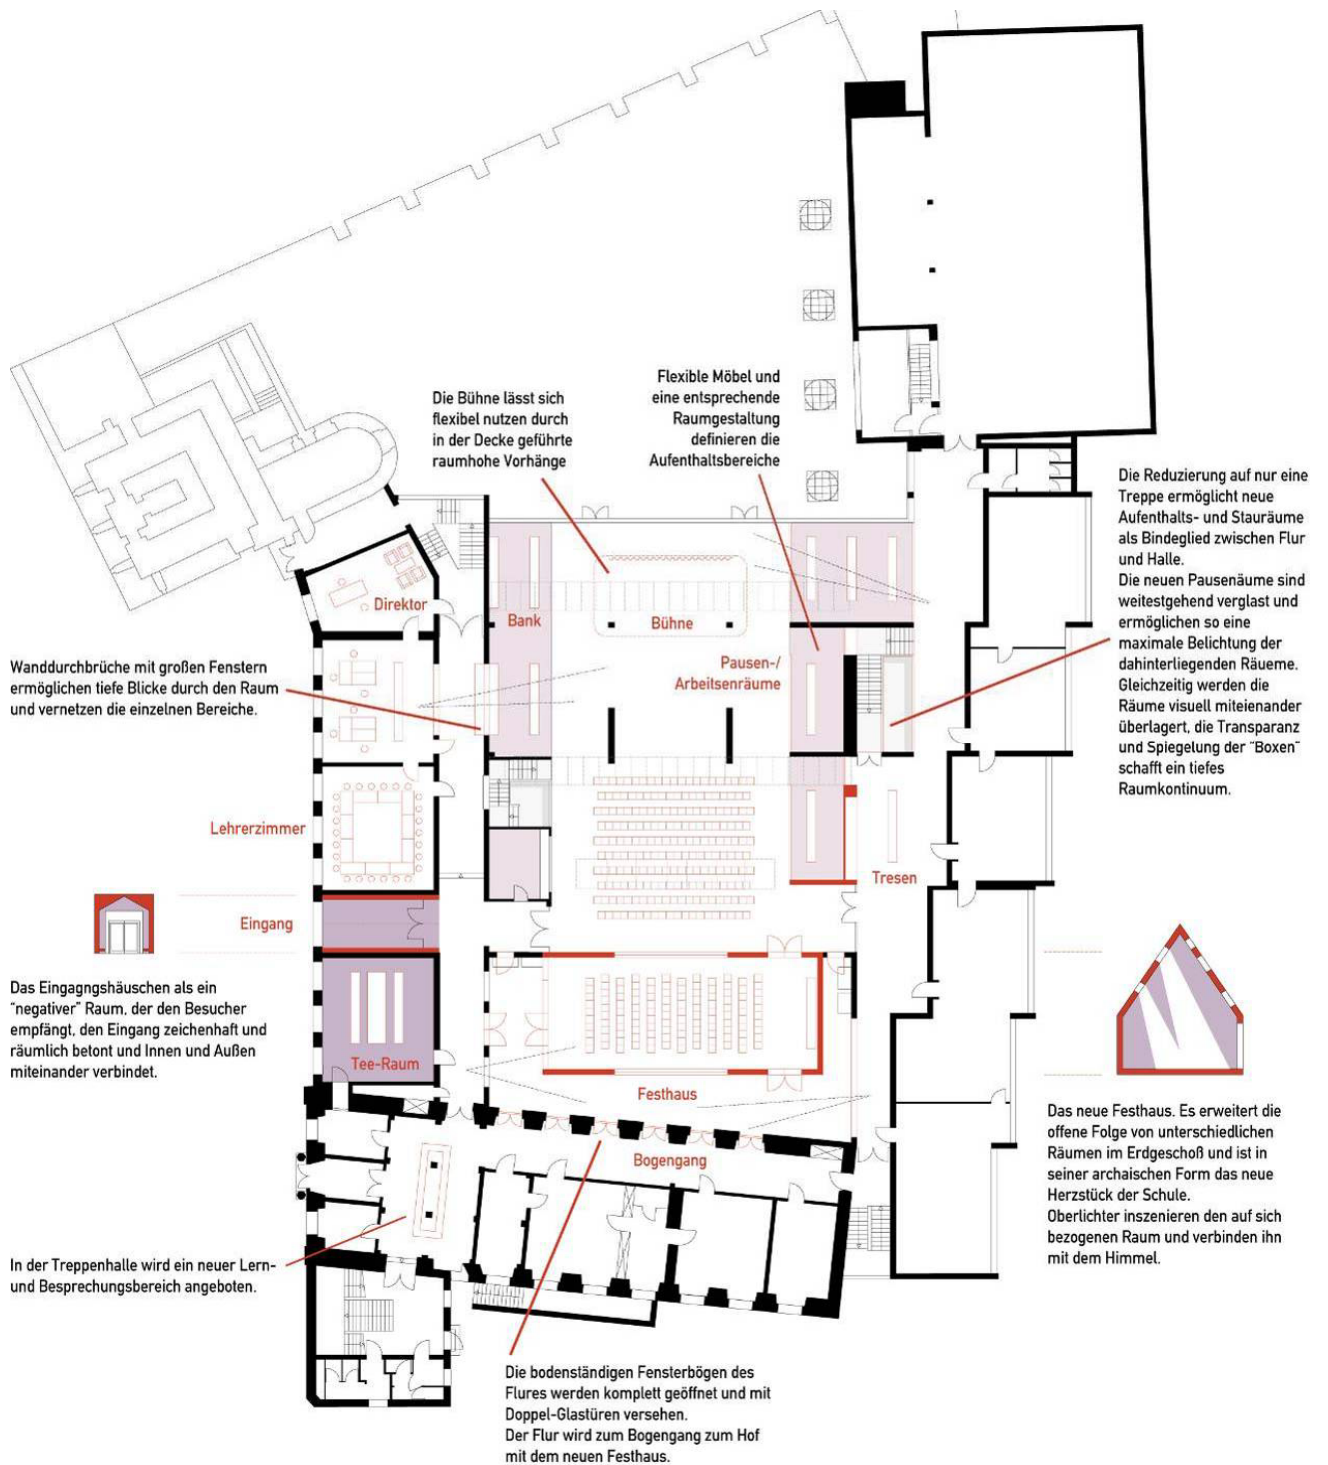 Die Bühne lässt sich
flexibel nutzen durch
in der Decke geführte
raumhohe Vorhänge
Flexible Möbel und
eine entsprechende
Raumgestaltung
definieren die
Aufenthaltsbereiche
Die Reduzierung auf nur eine
Treppe ermöglicht neue
Aufenthalts- und Stauräume
als Bindeglied zwischen Flur
und Halle.
Die neuen Pausenäume sind
weitestgehend verglast und
ermöglichen so eine
maximale Belichtung der
dahinterliegenden Räueme.
Gleichzeitig werden die
Räume visuell miteienander
überlagert, die Transparanz
und Spiegelung der "Boxen"
schafft ein tiefes
Raumkontinuum.
Direktor
Bank
Bühne
Pausen-/
Arbeitsenräume
Wanddurchbrüche mit großen Fenstern
ermöglichen tiefe Blicke durch den Raum
und vernetzen die einzelnen Bereiche.
Lehrerzimmer
Tresen
Eingang
Das Eingagngshäuschen als ein
"negativer" Raum, der den Besucher
empfängt, den Eingang zeichenhaft und
räumlich betont und Innen und Außen
miteinander verbindet.
Tee-Raum
Festhaus
Bogengang
Das neue Festhaus. Es erweitert die
offene Folge von unterschiedlichen
Räumen im Erdgeschoß und ist in
seiner archaischen Form das neue
Herzstück der Schule.
Oberlichter inszenieren den auf sich
bezogenen Raum und verbinden ihn
mit dem Himmel.
In der Treppenhalle wird ein neuer Lern-
und Besprechungsbereich angeboten.
Die bodenständigen Fensterbögen des
Flures werden komplett geöffnet und mit
Doppel-Glastüren versehen.
Der Flur wird zum Bogengang zum Hof
mit dem neuen Festhaus.